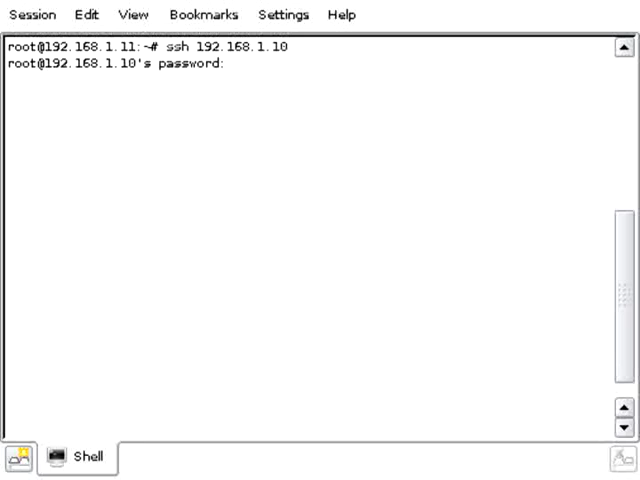 Session Edit View Bookmarks Settings Help
root@192.168.1.11:~# ssh 192.168.1.10
root@192.168.1.10's password:
Shell